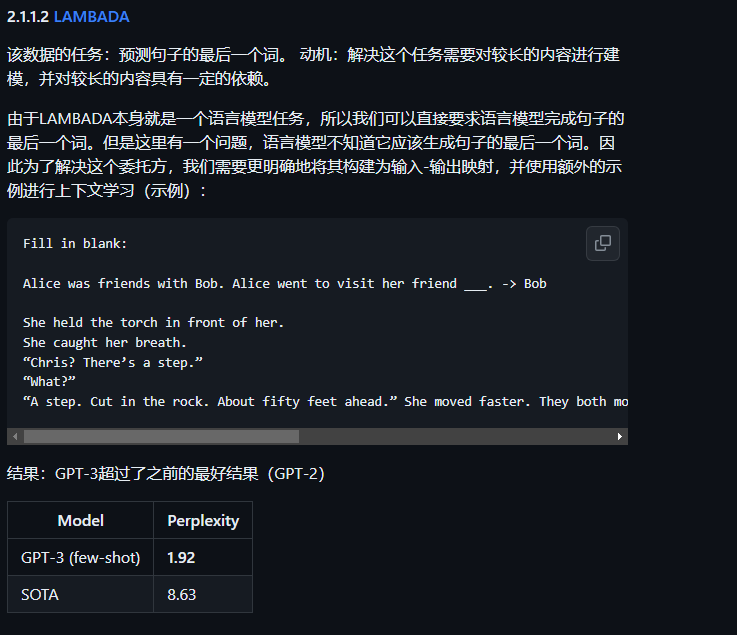 2.1.1.2 LAMBADA
该数据的任务：预测句子的最后一个词。 动机：解决这个任务需要对较长的内容进行建
模，并对较长的内容具有一定的依赖。
由于LAMBADA本身就是一个语言模型任务，所以我们可以直接要求语言模型完成句子的
最后一个词。但是这里有一个问题，语言模型不知道它应该生成句子的最后一个词。因
此为了解决这个委托方，我们需要更明确地将其构建为输入-输出映射，并使用额外的示
例进行上下文学习（示例）：
Fill in blank:
Alice was friends with Bob. Alice went to visit her friend ___. -> Bob
She held the torch in front of her.
She caught her breath.
“Chris? There’s a step.”
“What?”
“A step. Cut in the rock. About fifty feet ahead.” She moved faster. They both mo
结果：GPT-3超过了之前的最好结果（GPT-2）
Model Perplexity
GPT-3 (few-shot) 1.92
SOTA 8.63